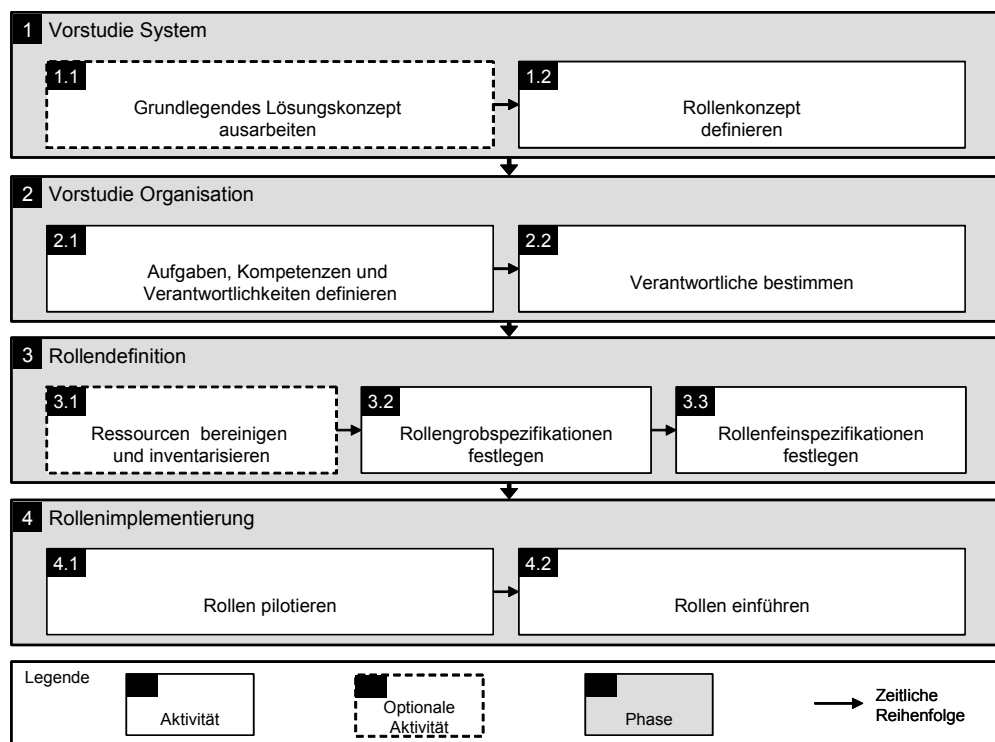 1 Vorstudie System
1.1
Grundlegendes Lösungskonzept
ausarbeiten
1.2
Rollenkonzept
definieren
2 Vorstudie Organisation
2.1
Aufgaben, Kompetenzen und
Verantwortlichkeiten definieren
2.2
Verantwortliche bestimmen
3 Rollendefinition
3.1
Ressourcen bereinigen
und inventarisieren
3.2
Rollengrobspezifikationen
festlegen
3.3
Rollenfeinspezifikationen
festlegen
4 Rollenimplementierung
4.1
Rollen pilotieren
4.2
Rollen einführen
Legende
Aktivität
Optionale
Aktivität
Phase
Zeitliche
Reihenfolge